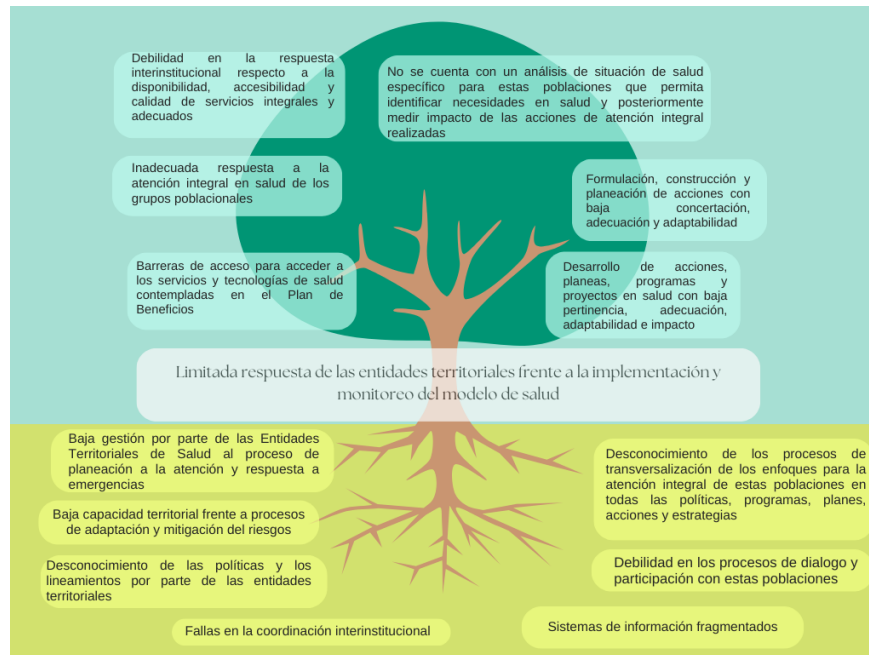 Debilidad en la respuesta
interinstitucional respecto a la
disponibilidad, accesibilidad y
calidad de servicios integrales y
adecuados
No se cuenta con un análisis de situación de salud
específico para estas poblaciones que permita
identificar necesidades en salud y posteriormente
medir impacto de las acciones de atención integral
realizadas
Inadecuada respuesta a la
atención integral en salud de los
grupos poblacionales
Formulación, construcción y
planeación de acciones con
baja concertación,
adecuación y adaptabilidad
Barreras de acceso para acceder a
los servicios y tecnologías de salud
contempladas en el Plan de
Beneficios
Desarrollo de acciones,
planeas, programas y
proyectos en salud con baja
pertinencia, adecuación,
adaptabilidad e impacto
Limitada respuesta de las entidades territoriales frente a la implementación y
monitoreo del modelo de salud
Baja gestión por parte de las Entidades
Territoriales de Salud al proceso de
planeación a la atención y respuesta a
emergencias
Desconocimiento de los procesos de
transversalización de los enfoques para la
atención integral de estas poblaciones en
todas las políticas, programas, planes,
acciones y estrategias
Baja capacidad territorial frente a procesos
de adaptación y mitigación del riesgos
Desconocimiento de las políticas y los
lineamientos por parte de las entidades
territoriales
Debilidad en los procesos de dialogo y
participación con estas poblaciones
Fallas en la coordinación interinstitucional
Sistemas de información fragmentados